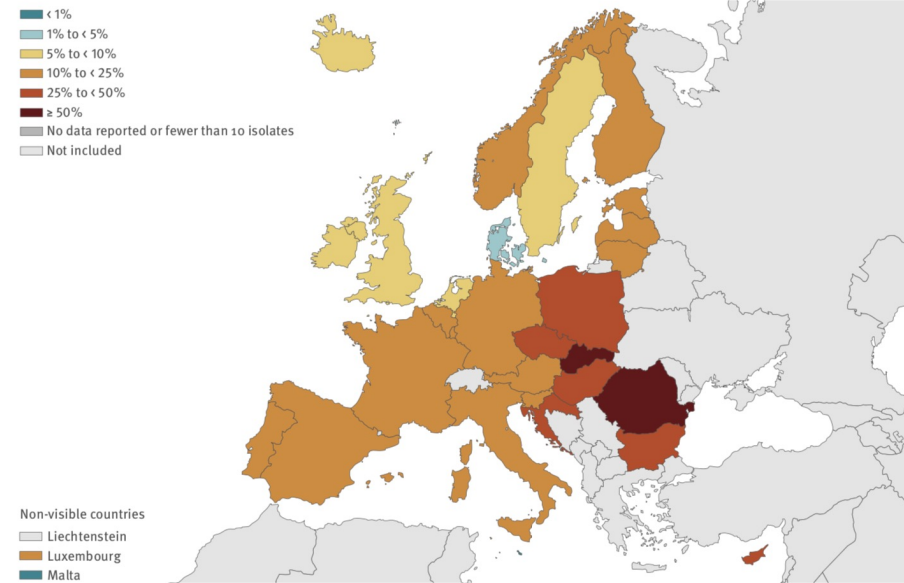 < 1%
1% to < 5%
5% to < 10%
10% to < 25%
25% to < 50%
≥ 50%
No data reported or fewer than 10 isolates
Not included
Non-visible countries
Liechtenstein
Luxembourg
Malta